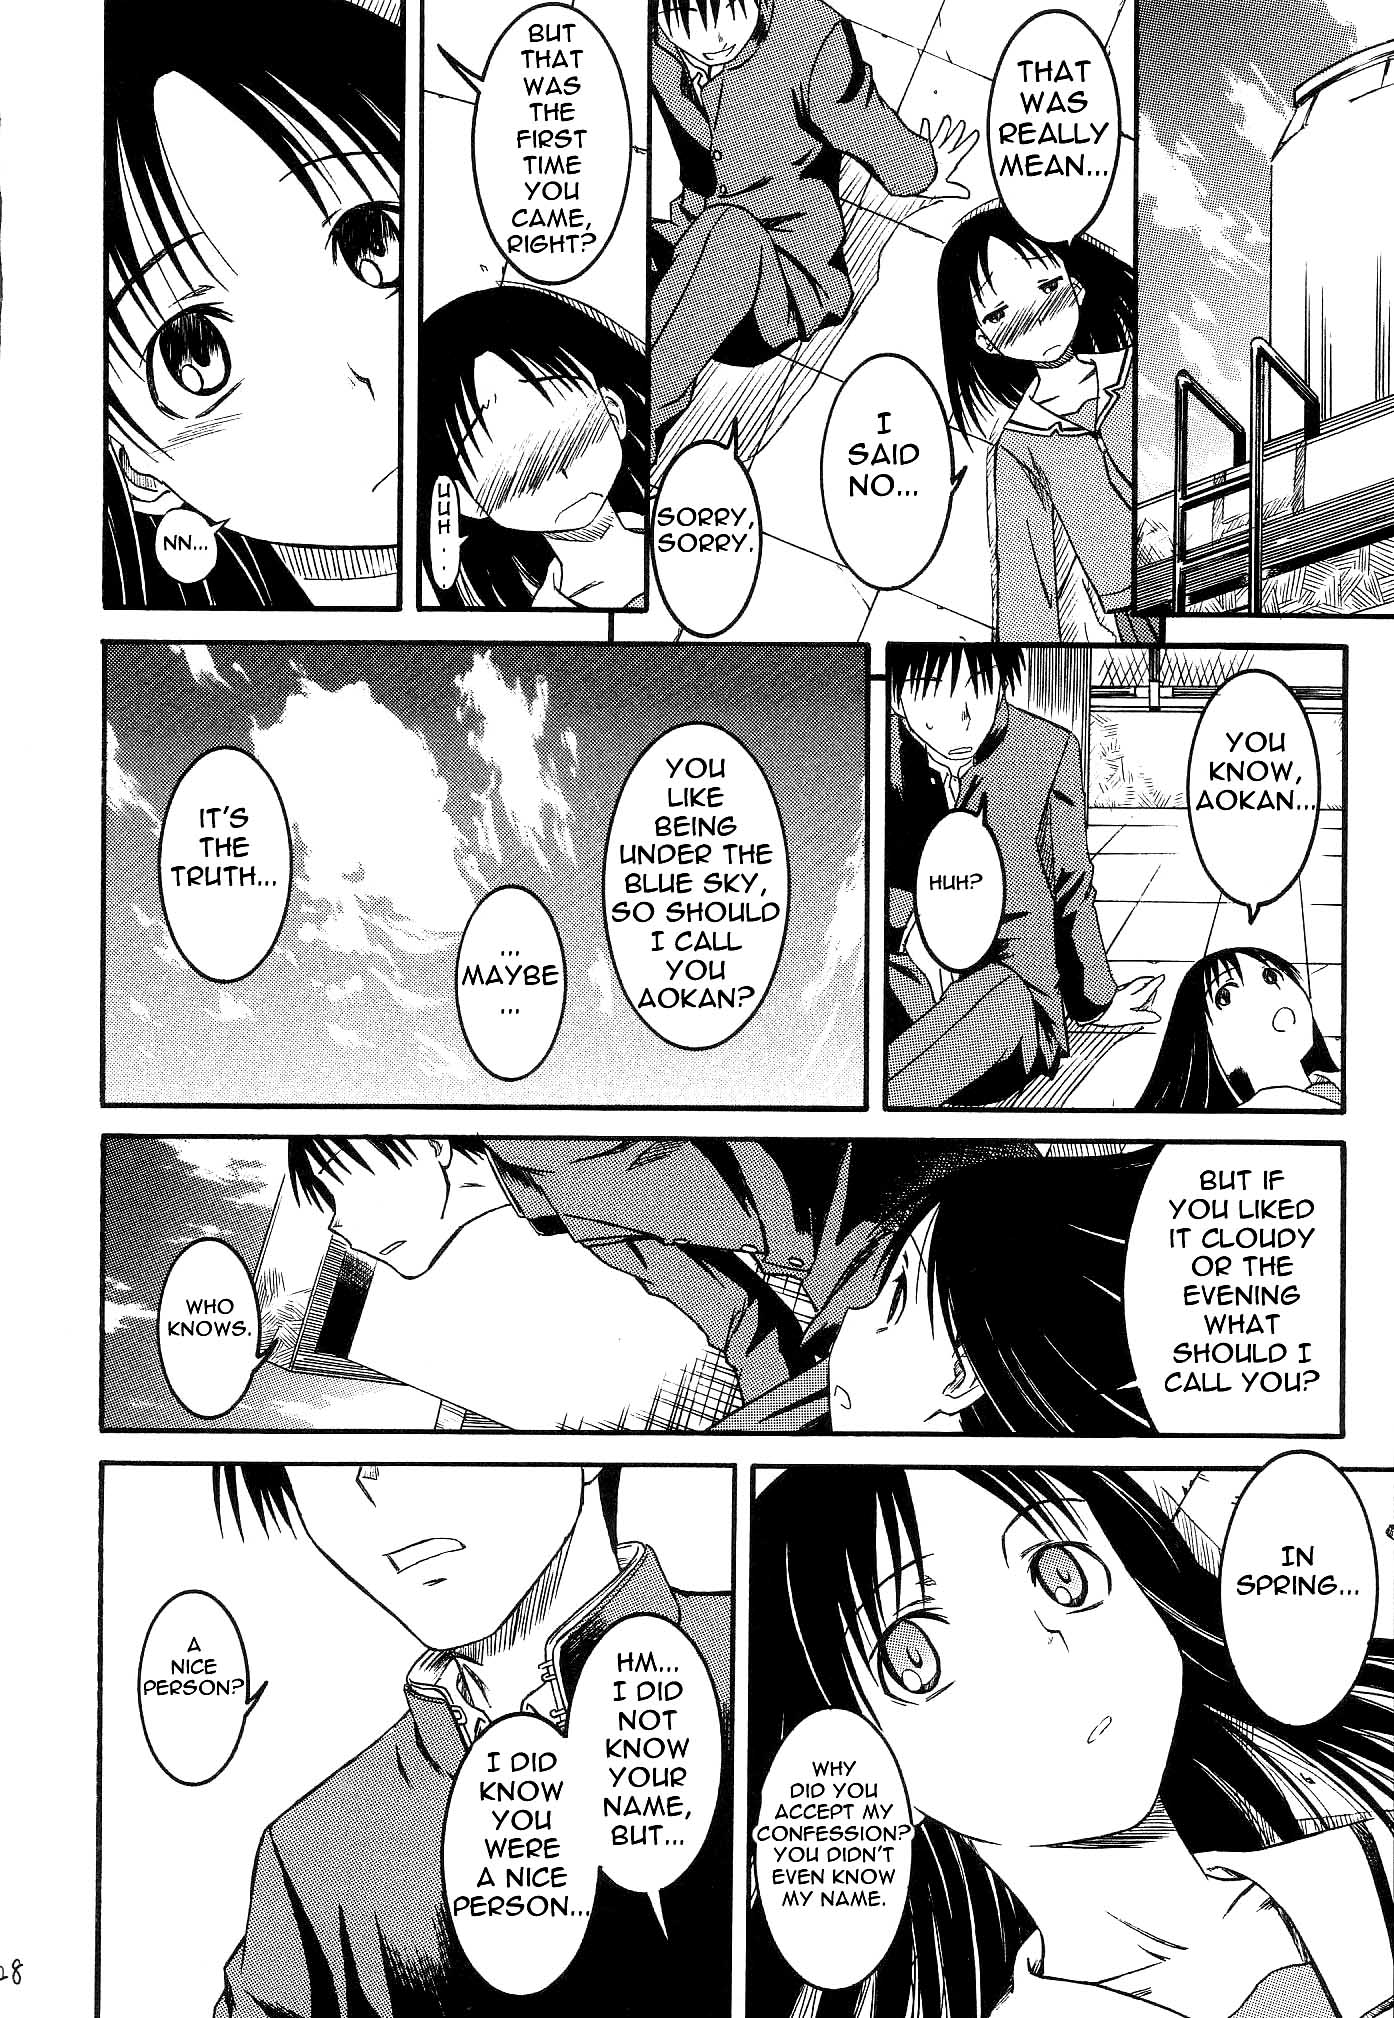 THAT
WAS
REALLY
MEAN...
I
SAID
NO...
SORRY,
SORRY.
BUT
THAT
WAS
THE
FIRST
TIME
YOU
CAME,
RIGHT?
UUH...
NN...
YOU
KNOW,
AOKAN...
HUH?
YOU
LIKE
BEING
UNDER THE
BLUE SKY,
SO SHOULD
I CALL
YOU
AOKAN?
...
MAYBE
...
IT'S
THE
TRUTH...
BUT IF
YOU LIKED
IT CLOUDY
OR THE
EVENING
WHAT
SHOULD I
CALL YOU?
WHO
KNOWS.
IN
SPRING...
WHY
DID YOU
ACCEPT MY
CONFESSION?
YOU DIDN'T
EVEN KNOW
MY NAME.
HM...
I DID
NOT
KNOW
YOUR
NAME,
BUT...
I DID
KNOW
YOU
WERE
A NICE
PERSON...
A
NICE
PERSON?
28